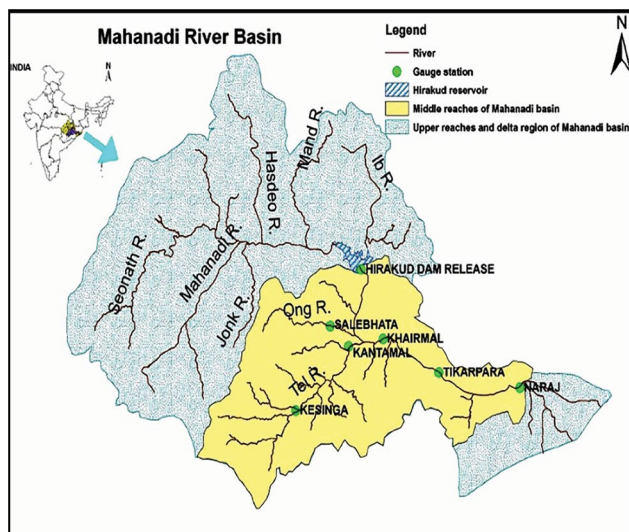 Mahanadi River Basin
INDIA
N
N
Legend
River
Gauge station
Hirakud reservoir
Middle reaches of Mahanadi basin
Upper reaches and delta region of Mahanadi basin
Seonath R.
Mahanadi R.
Hasdeo R.
Mand R.
Ib R.
Jonk R.
HIRAKUD DAM RELEASE
Ong R.
SALEBHATA
KHAIRMAL
KANTAMAL
Tel R.
TIKARPARA
NARAJ
KESINGA